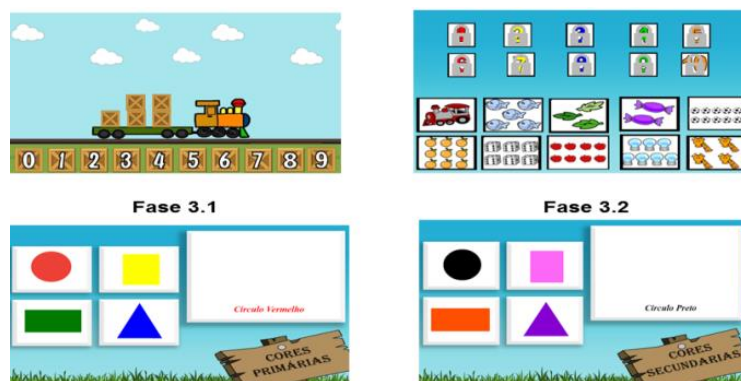 0 1 2 3 4 5 6 7 8 9
Fase 3.1
Fase 3.2
Círculo Vermelho
CORES
PRIMÁRIAS
Círculo Preto
CORES
SECUNDARIAS